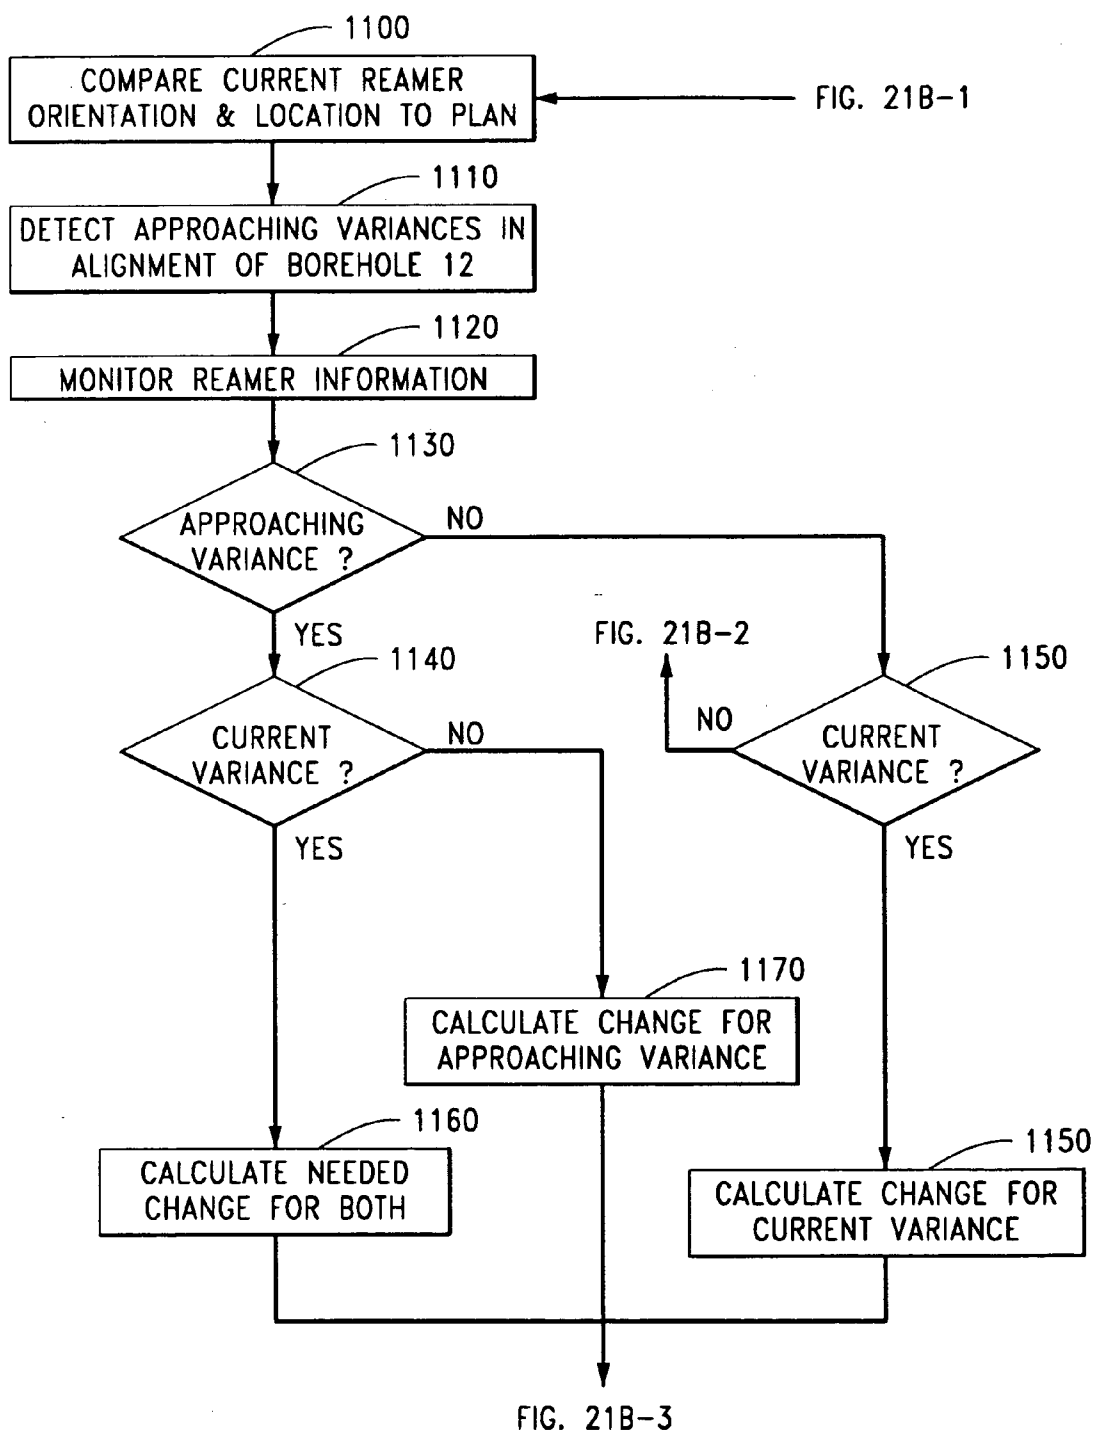 1100
COMPARE CURRENT REAMER
ORIENTATION & LOCATION TO PLAN
FIG. 21B-1
1110
DETECT APPROACHING VARIANCES IN
ALIGNMENT OF BOREHOLE 12
1120
MONITOR REAMER INFORMATION
1130
APPROACHING
VARIANCE ?
NO
YES
FIG. 21B-2
1140
CURRENT
VARIANCE ?
NO
YES
1150
NO
CURRENT
VARIANCE ?
YES
1170
CALCULATE CHANGE FOR
APPROACHING VARIANCE
1160
CALCULATE NEEDED
CHANGE FOR BOTH
1150
CALCULATE CHANGE FOR
CURRENT VARIANCE
FIG. 21B-3